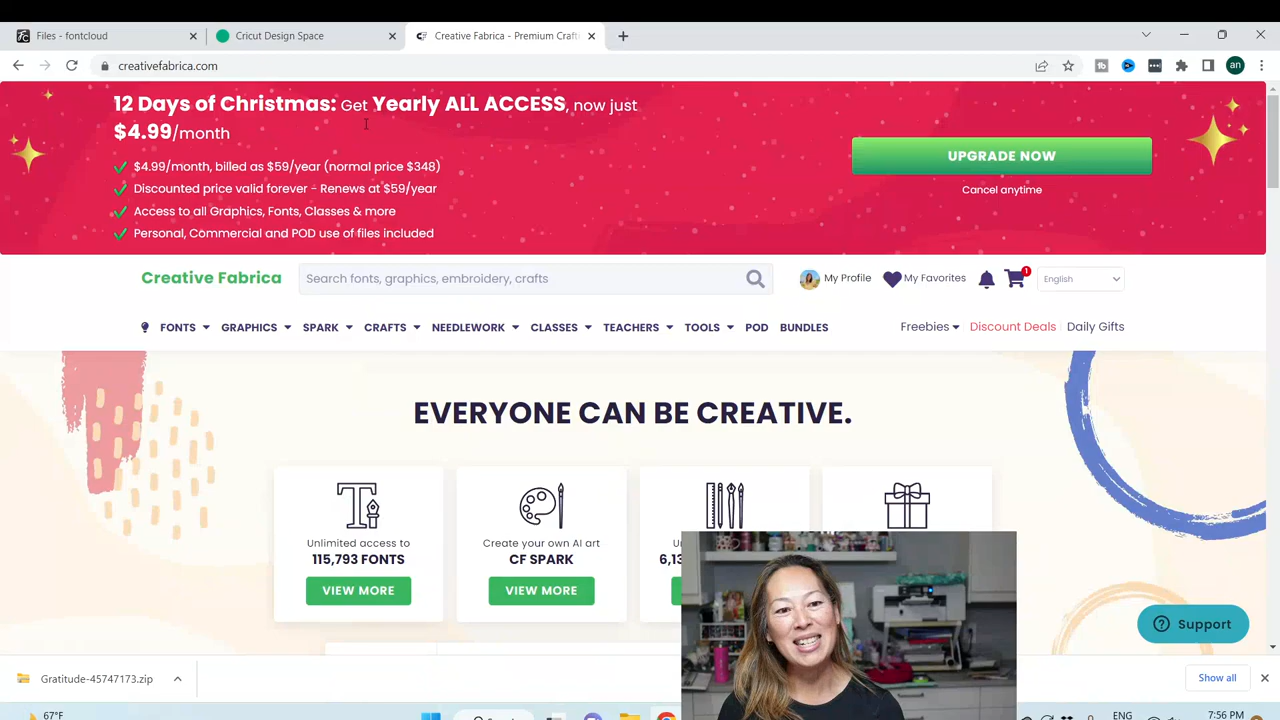 Files - fontcloud
Cricut Design Space
Creative Fabrica - Premium Craft
creativefabrica.com
an
12 Days of Christmas: Get Yearly ALL ACCESS, now just
$4.99/month
$4.99/month, billed as $59/year (normal price $348)
Discounted price valid forever - Renews at $59/year
Access to all Graphics, Fonts, Classes & more
Personal, Commercial and POD use of files included
UPGRADE NOW
Cancel anytime
Creative Fabrica
Search fonts, graphics, embroidery, crafts
My Profile
My Favorites
1
English
FONTS GRAPHICS SPARK CRAFTS NEEDLEWORK CLASSES TEACHERS TOOLS POD BUNDLES
Freebies Discount Deals Daily Gifts
EVERYONE CAN BE CREATIVE.
Unlimited access to
115,793 FONTS
VIEW MORE
Create your own AI art
CF SPARK
VIEW MORE
6,13
Support
Gratitude-45747173.zip
Show all
67°F
ENG
7:56 PM